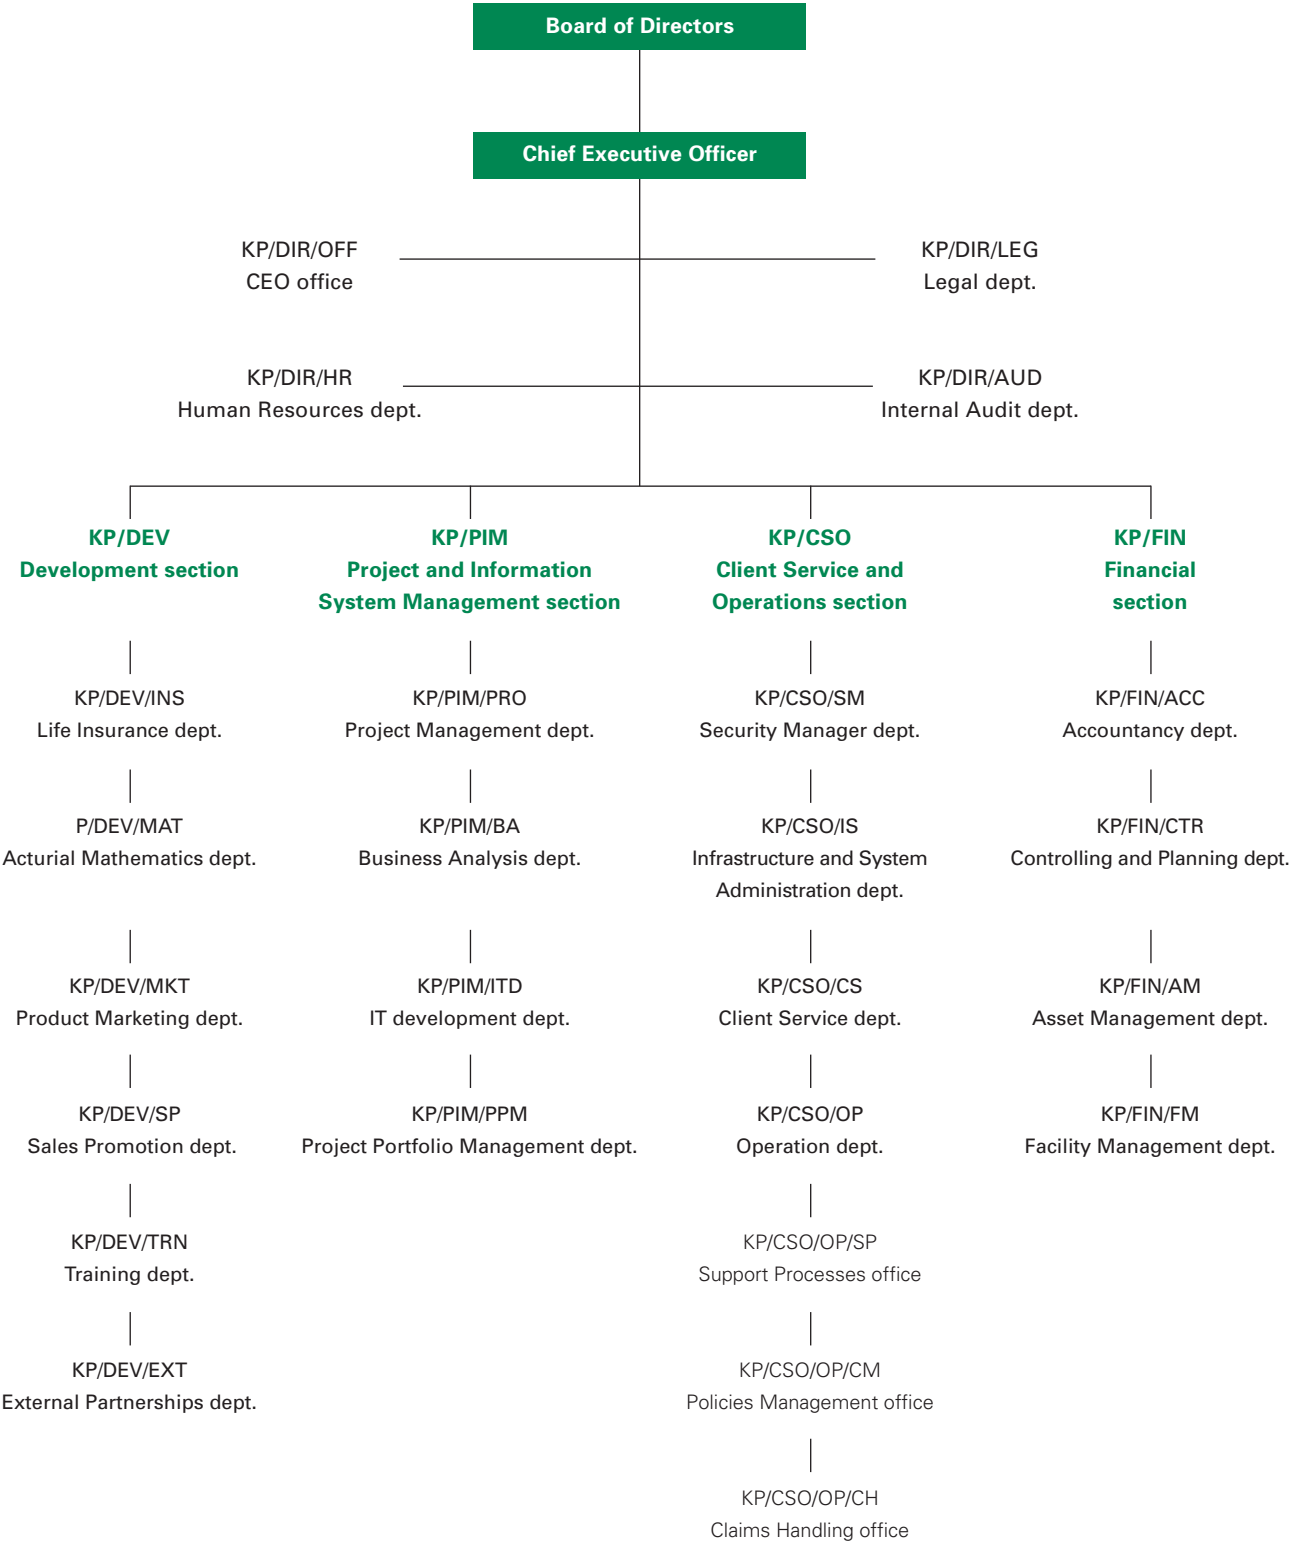 Board of Directors
Chief Executive Officer
KP/DIR/OFF
CEO office
KP/DIR/LEG
Legal dept.
KP/DIR/HR
Human Resources dept.
KP/DIR/AUD
Internal Audit dept.
KP/DEV
Development section
KP/DEV/INS
Life Insurance dept.
P/DEV/MAT
Acturial Mathematics dept.
KP/DEV/MKT
Product Marketing dept.
KP/DEV/SP
Sales Promotion dept.
KP/DEV/TRN
Training dept.
KP/DEV/EXT
External Partnerships dept.
KP/PIM
Project and Information
System Management section
KP/PIM/PRO
Project Management dept.
KP/PIM/BA
Business Analysis dept.
KP/PIM/ITD
IT development dept.
KP/PIM/PPM
Project Portfolio Management dept.
KP/CSO
Client Service and
Operations section
KP/CSO/SM
Security Manager dept.
KP/CSO/IS
Infrastructure and System
Administration dept.
KP/CSO/CS
Client Service dept.
KP/CSO/OP
Operation dept.
KP/CSO/OP/SP
Support Processes office
KP/CSO/OP/CM
Policies Management office
KP/CSO/OP/CH
Claims Handling office
KP/FIN
Financial
section
KP/FIN/ACC
Accountancy dept.
KP/FIN/CTR
Controlling and Planning dept.
KP/FIN/AM
Asset Management dept.
KP/FIN/FM
Facility Management dept.